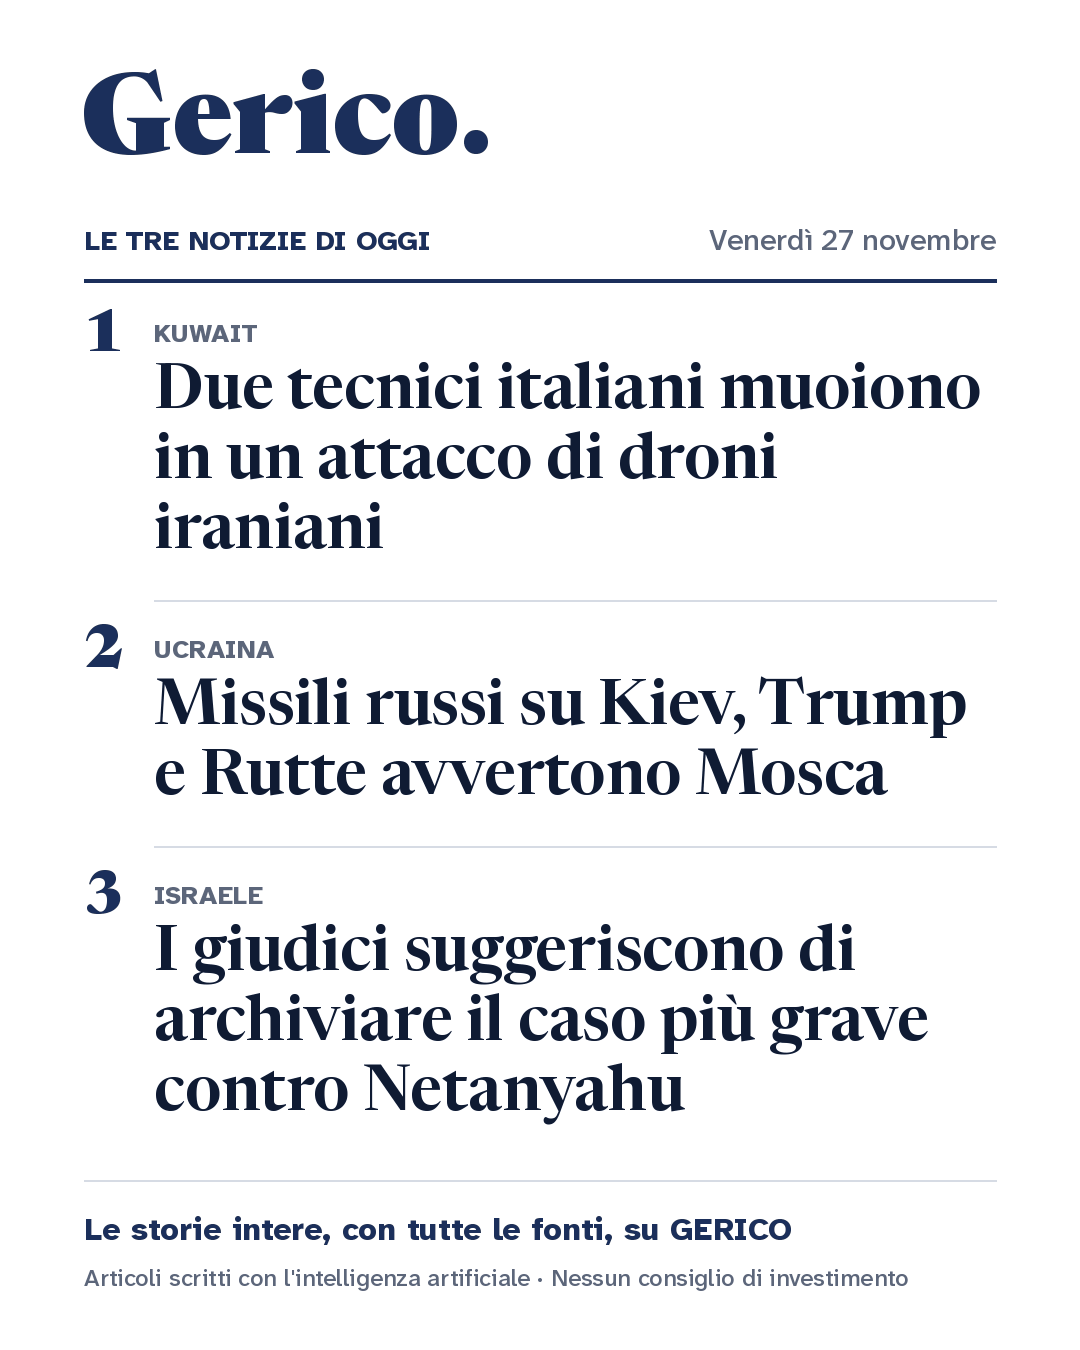 Gerico.
LE TRE NOTIZIE DI OGGI
Venerdì 27 novembre
1
KUWAIT
Due tecnici italiani muoiono
in un attacco di droni
iraniani
2
UCRAINA
Missili russi su Kiev, Trump
e Rutte avvertono Mosca
3
ISRAELE
I giudici suggeriscono di
archiviare il caso più grave
contro Netanyahu
Le storie intere, con tutte le fonti, su GERICO
Articoli scritti con l'intelligenza artificiale · Nessun consiglio di investimento